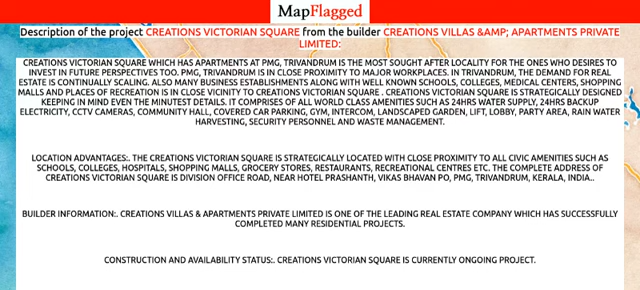 MapFlagged
Description of the project CREATIONS VICTORIAN SQUARE from the builder CREATIONS VILLAS &AMP; APARTMENTS PRIVATE
LIMITED:
CREATIONS VICTORIAN SQUARE WHICH HAS APARTMENTS AT PMG, TRIVANDRUM IS THE MOST SOUGHT AFTER LOCALITY FOR THE ONES WHO DESIRES TO
INVEST IN FUTURE PERSPECTIVES TOO. PMG, TRIVANDRUM IS IN CLOSE PROXIMITY TO MAJOR WORKPLACES. IN TRIVANDRUM, THE DEMAND FOR REAL
ESTATE IS CONTINUALLY SCALING. ALSO MANY BUSINESS ESTABLISHMENTS ALONG WITH WELL KNOWN SCHOOLS, COLLEGES, MEDICAL CENTERS, SHOPPING
MALLS AND PLACES OF RECREATION IS IN CLOSE VICINITY TO CREATIONS VICTORIAN SQUARE . CREATIONS VICTORIAN SQUARE IS STRATEGICALLY DESIGNED
KEEPING IN MIND EVEN THE MINUTEST DETAILS. IT COMPRISES OF ALL WORLD CLASS AMENITIES SUCH AS 24HRS WATER SUPPLY, 24HRS BACKUP
ELECTRICITY, CCTV CAMERAS, COMMUNITY HALL, COVERED CAR PARKING, GYM, INTERCOM, LANDSCAPED GARDEN, LIFT, LOBBY, PARTY AREA, RAIN WATER
HARVESTING, SECURITY PERSONNEL AND WASTE MANAGEMENT.
LOCATION ADVANTAGES:. THE CREATIONS VICTORIAN SQUARE IS STRATEGICALLY LOCATED WITH CLOSE PROXIMITY TO ALL CIVIC AMENITIES SUCH AS
SCHOOLS, COLLEGES, HOSPITALS, SHOPPING MALLS, GROCERY STORES, RESTAURANTS, RECREATIONAL CENTRES ETC. THE COMPLETE ADDRESS OF
CREATIONS VICTORIAN SQUARE IS DIVISION OFFICE ROAD, NEAR HOTEL PRASHANTH, VIKAS BHAVAN PO, PMG, TRIVANDRUM, KERALA, INDIA..
BUILDER INFORMATION:. CREATIONS VILLAS & APARTMENTS PRIVATE LIMITED IS ONE OF THE LEADING REAL ESTATE COMPANY WHICH HAS SUCCESSFULLY
COMPLETED MANY RESIDENTIAL PROJECTS.
CONSTRUCTION AND AVAILABILITY STATUS:. CREATIONS VICTORIAN SQUARE IS CURRENTLY ONGOING PROJECT.